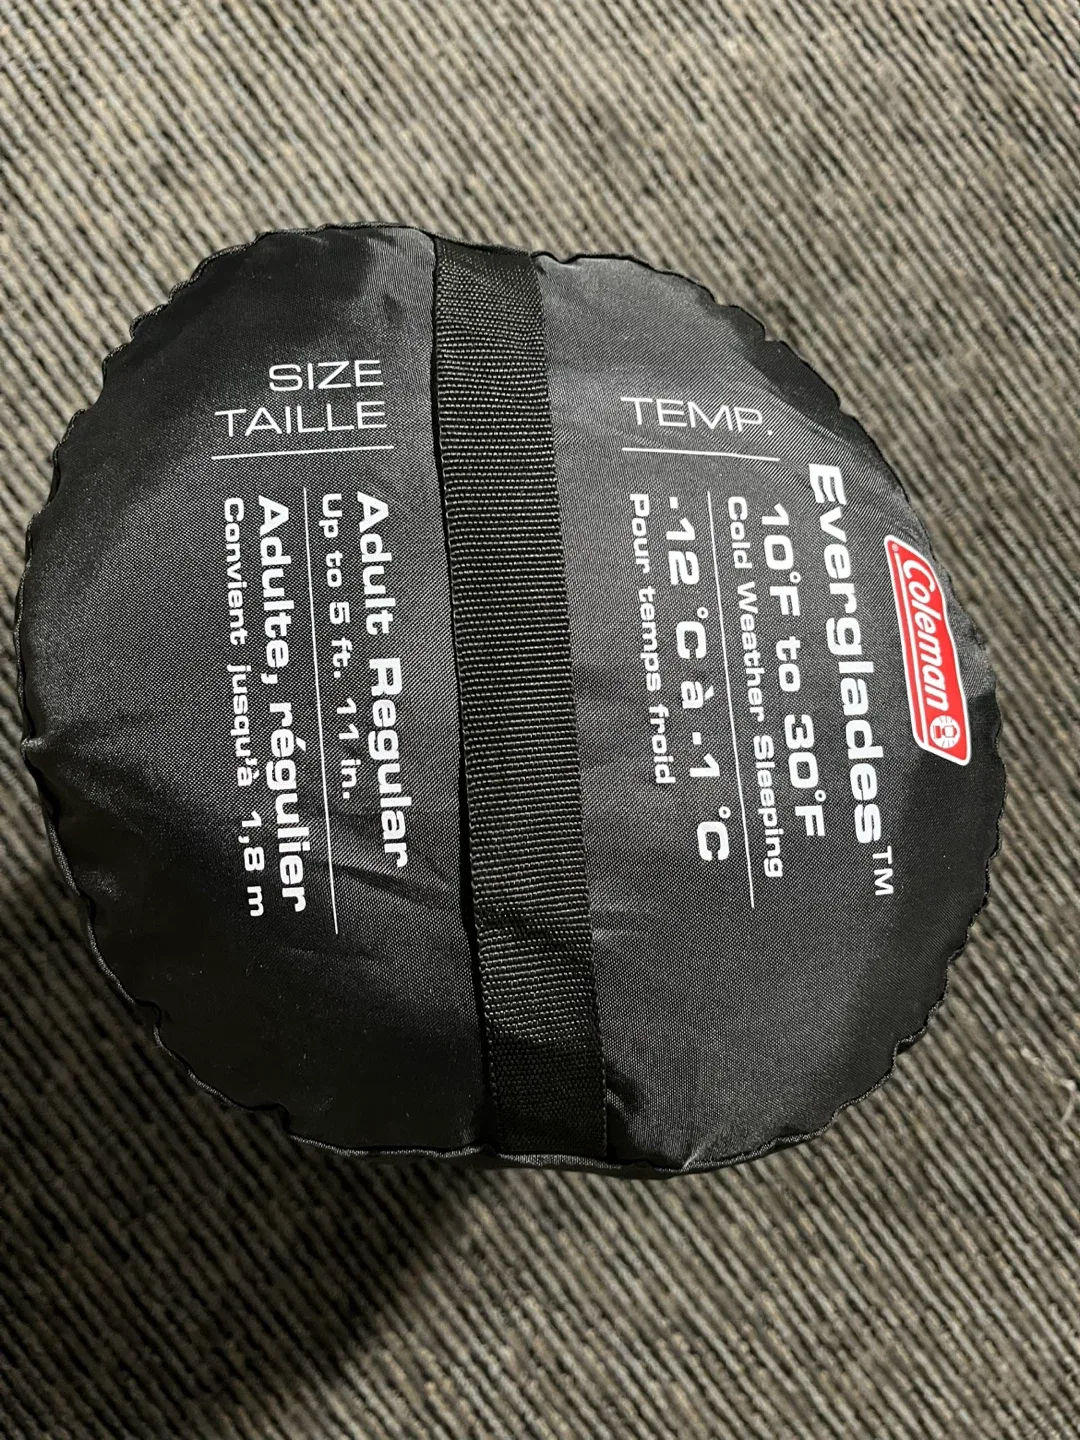 Coleman
Everglades™
TEMP.
10°F to 30°F
Cold Weather Sleeping
-12 °C à -1 °C
Pour temps froid
SIZE
TAILLE
Adult Regular
Up to 5 ft. 11 in.
Adulte, régulier
Convient jusqu'à 1,8 m